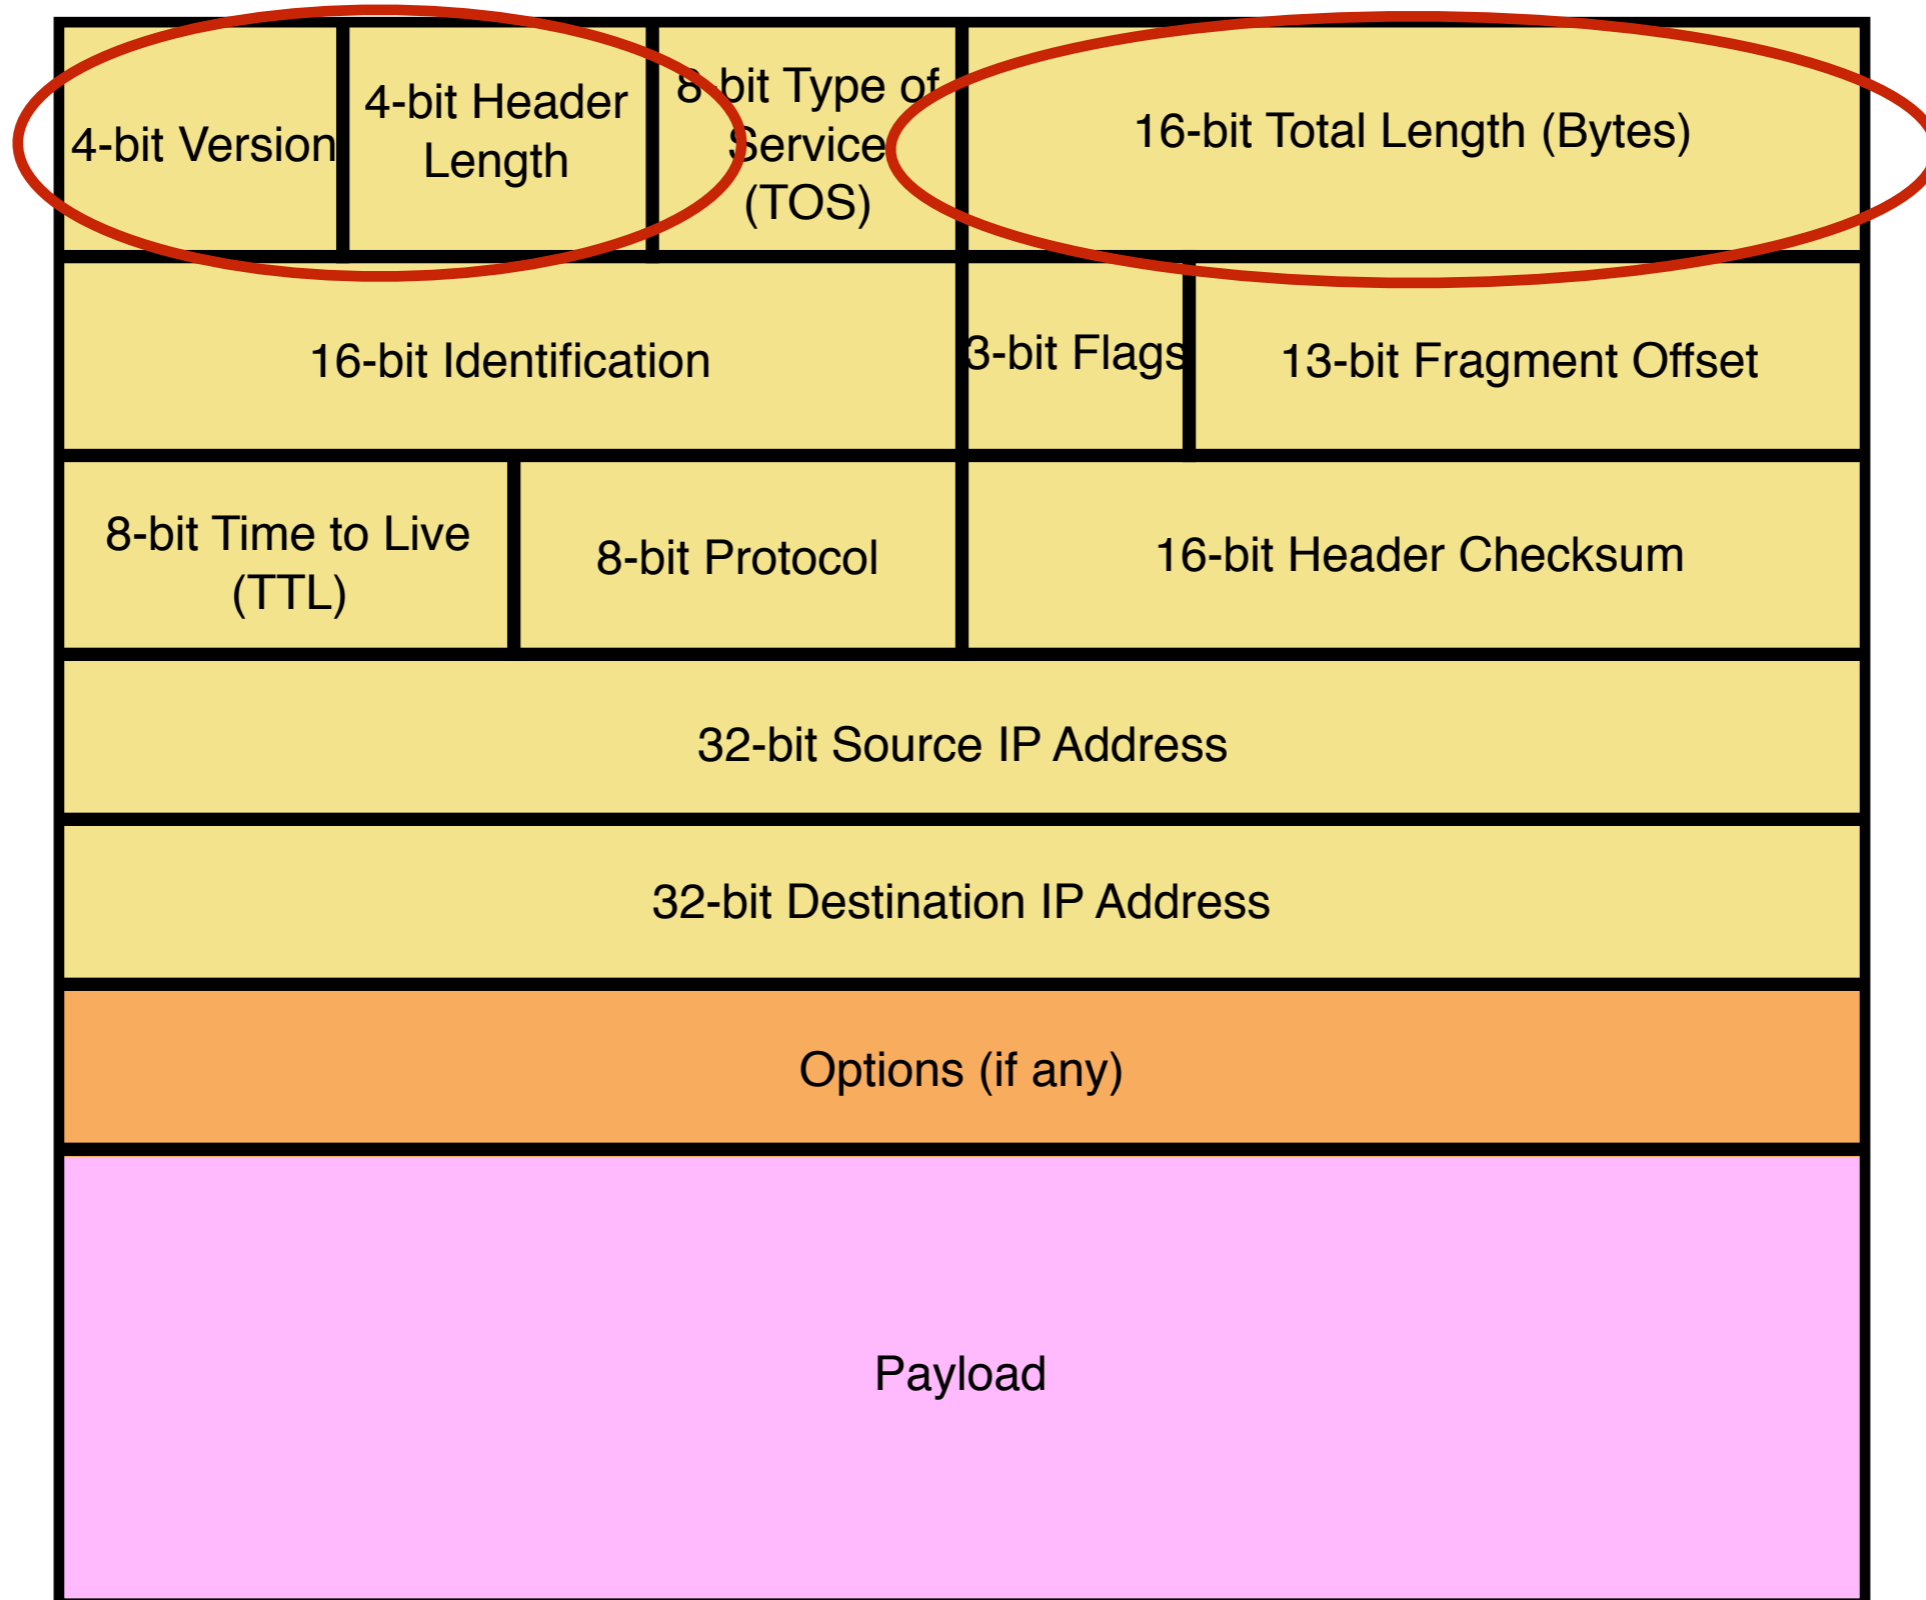 4-bit Version
4-bit Header
Length
8-bit Type of
Service
(TOS)
16-bit Total Length (Bytes)
16-bit Identification
3-bit Flags
13-bit Fragment Offset
8-bit Time to Live
(TTL)
8-bit Protocol
16-bit Header Checksum
32-bit Source IP Address
32-bit Destination IP Address
Options (if any)
Payload